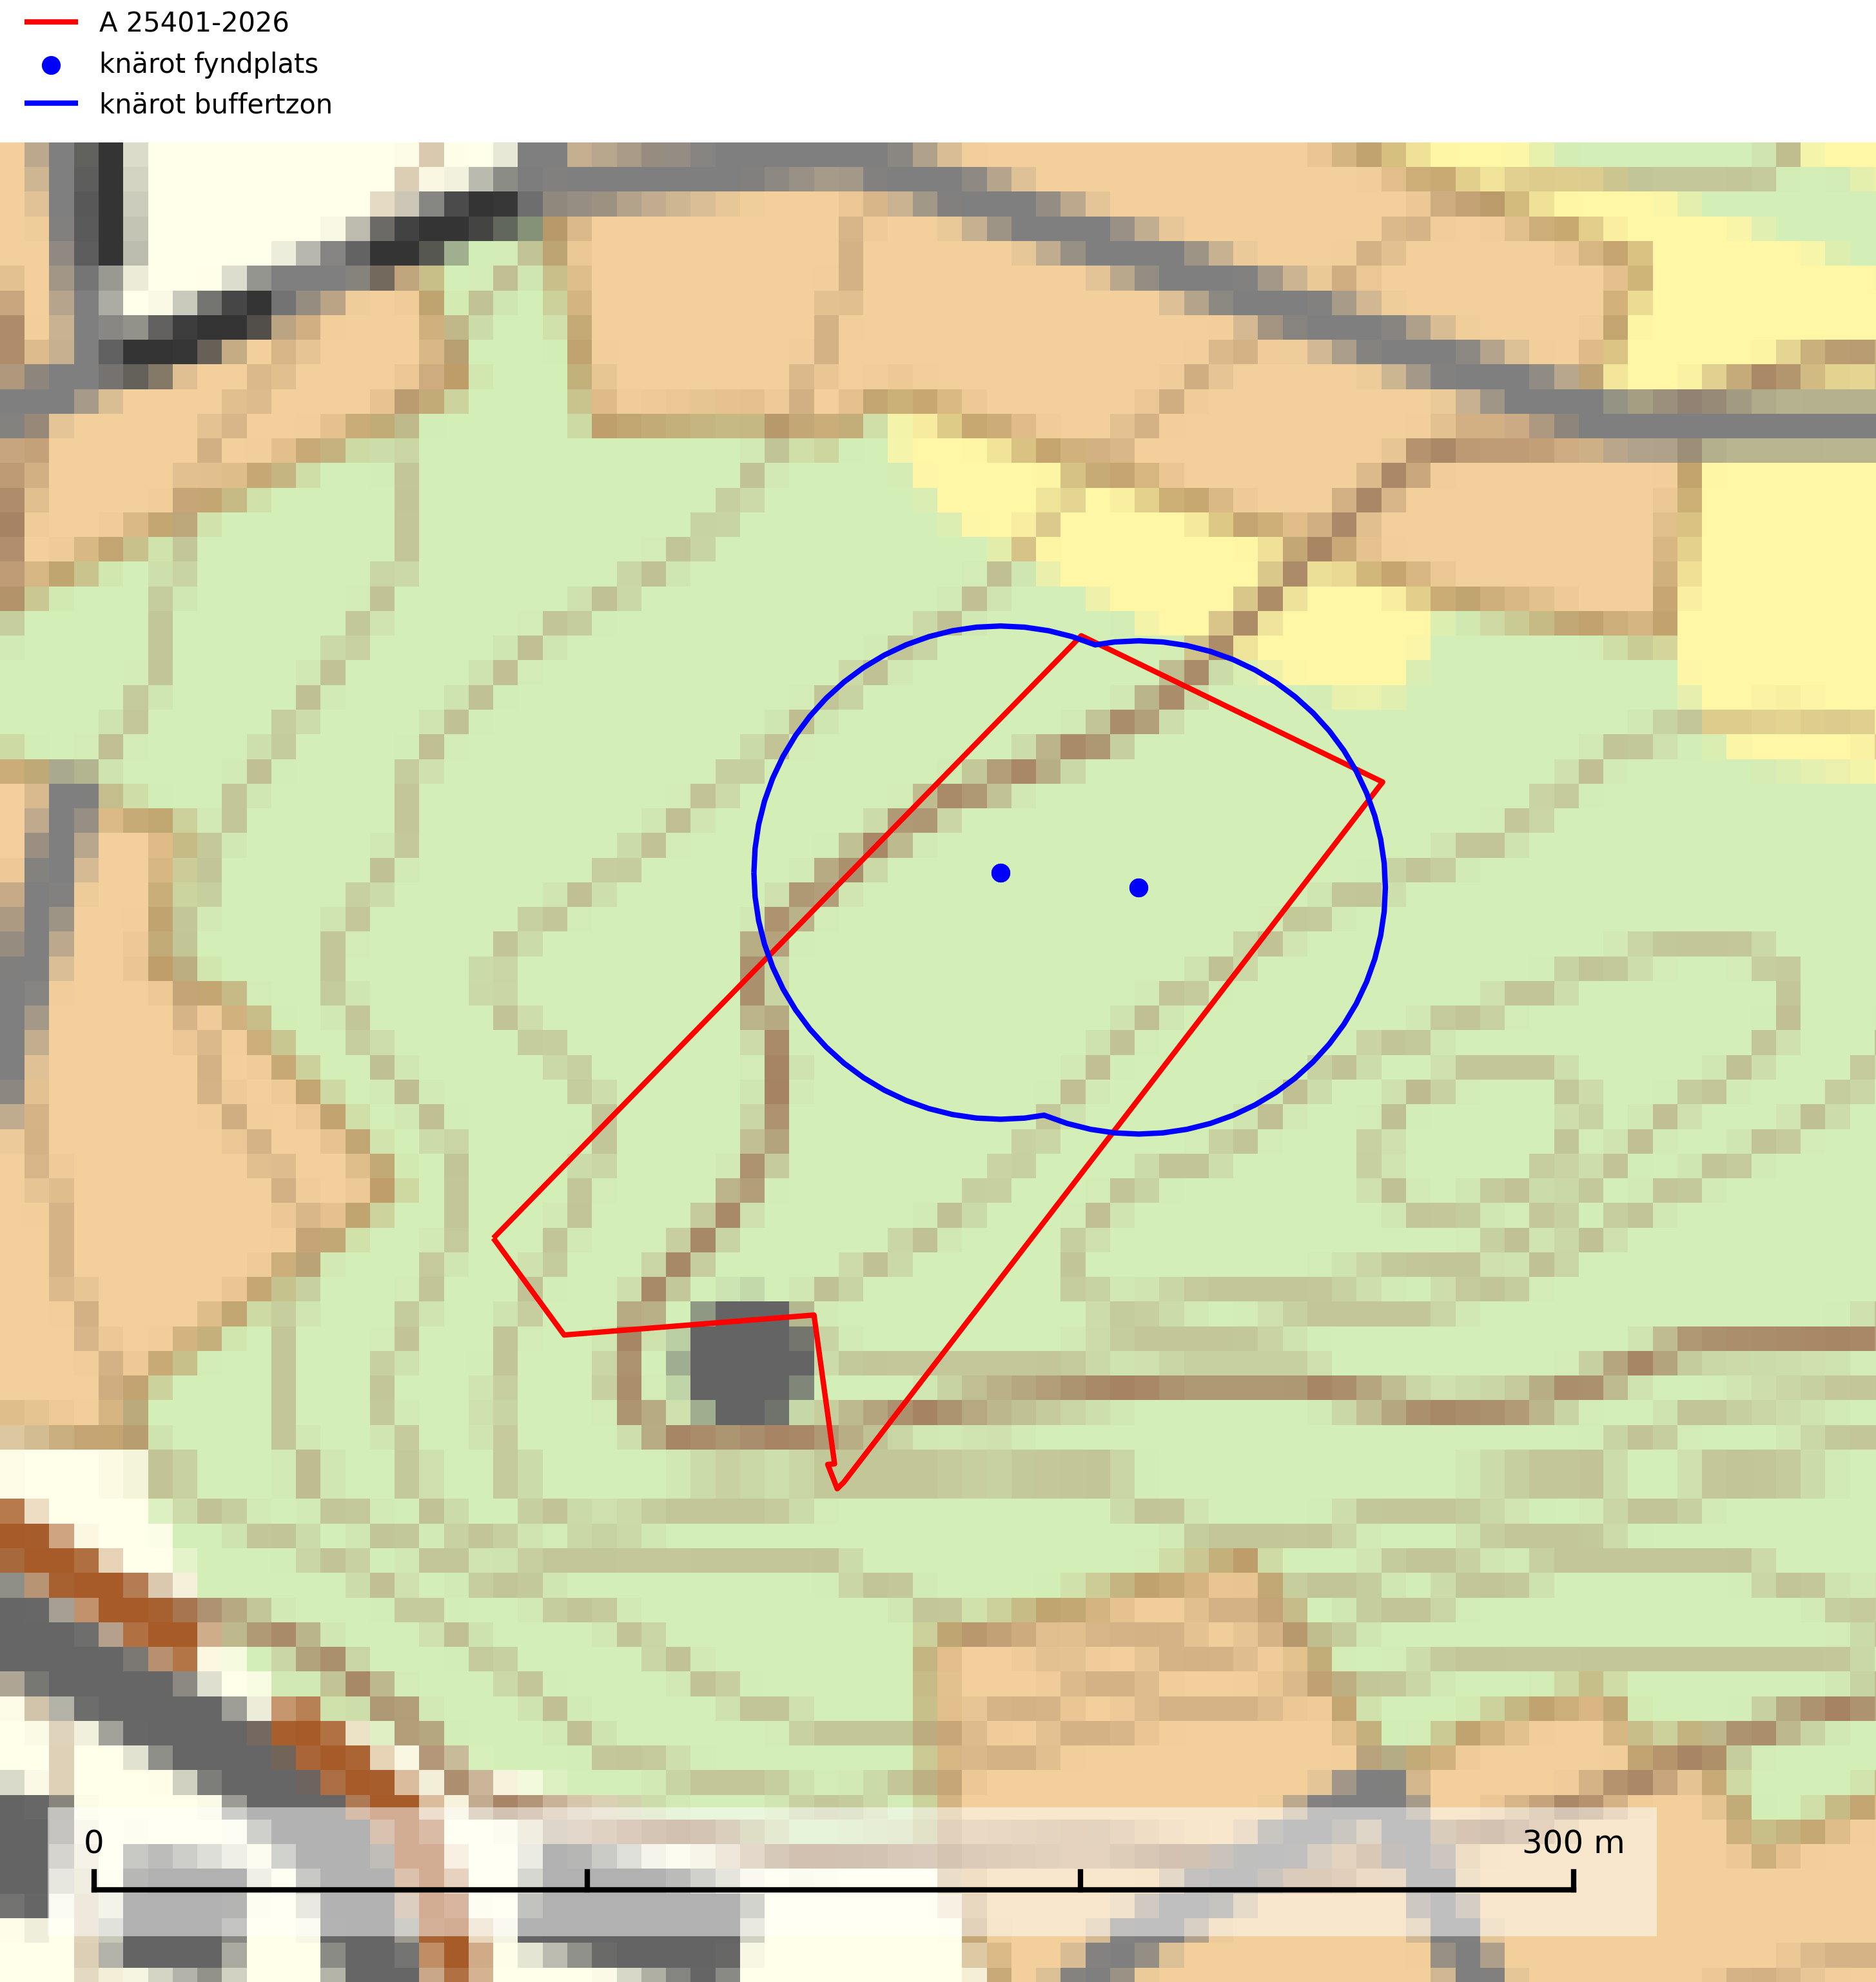 A 25401-2026
knärot fyndplats
knärot buffertzon
0 300 m